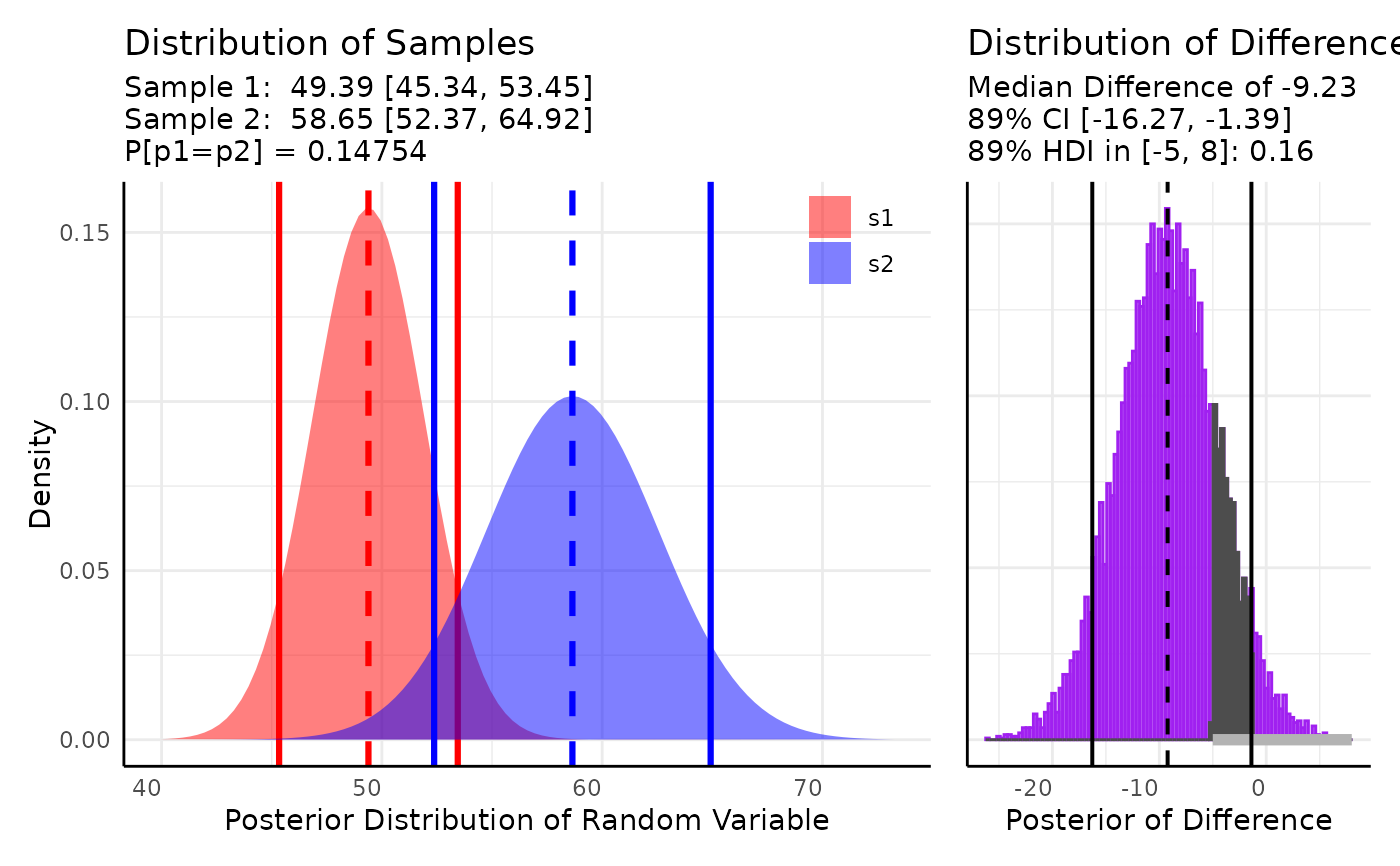 Distribution of Samples
Sample 1:  49.39 [45.34, 53.45]
Sample 2:  58.65 [52.37, 64.92]
P[p1=p2] = 0.14754
s1
s2
0.15
0.10
0.05
0.00
Density
40 50 60 70
Posterior Distribution of Random Variable
Distribution of Difference
Median Difference of -9.23
89% CI [-16.27, -1.39]
89% HDI in [-5, 8]: 0.16
-20 -10 0
Posterior of Difference